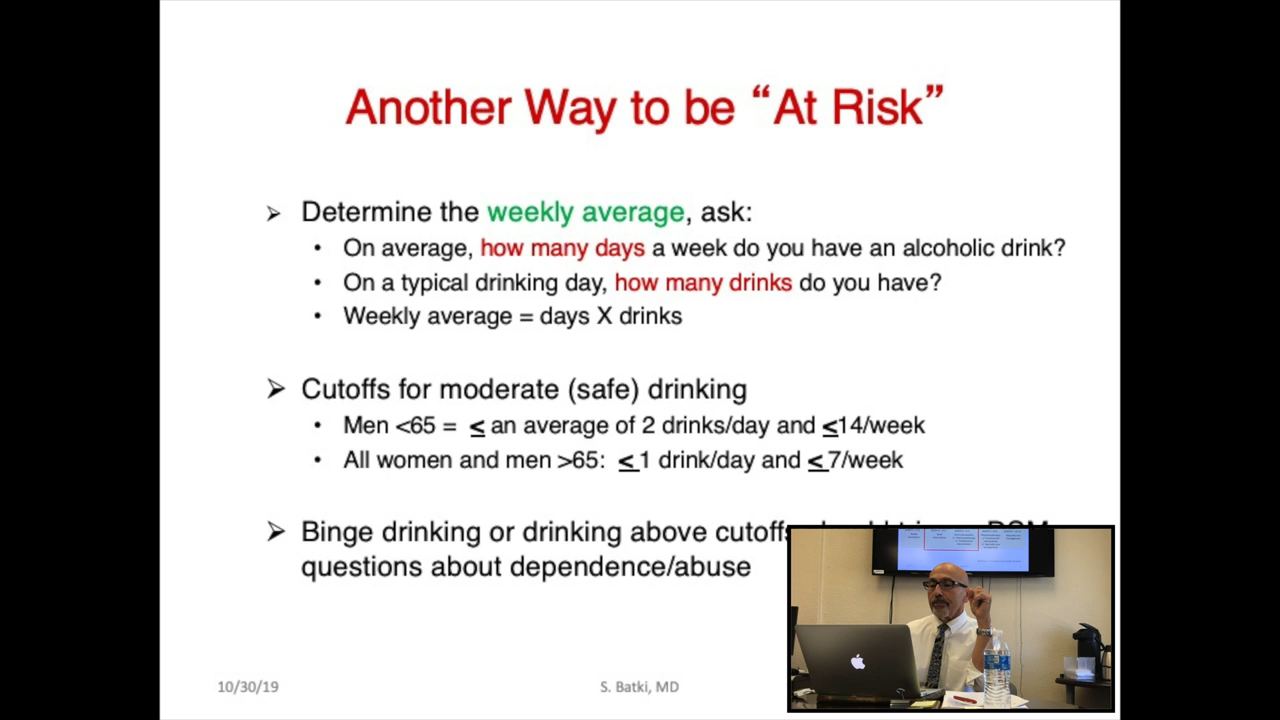 Another Way to be “At Risk”
➢ Determine the weekly average, ask:
• On average, how many days a week do you have an alcoholic drink?
• On a typical drinking day, how many drinks do you have?
• Weekly average = days X drinks
➢ Cutoffs for moderate (safe) drinking
• Men <65 = ≤ an average of 2 drinks/day and ≤14/week
• All women and men >65: ≤1 drink/day and ≤7/week
➢ Binge drinking or drinking above cutoffs
questions about dependence/abuse
10/30/19
S. Batki, MD